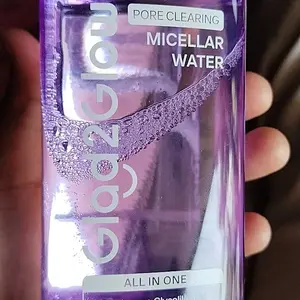 PORE CLEARING
MICELLAR
WATER
Glad2Glow
ALL IN ONE